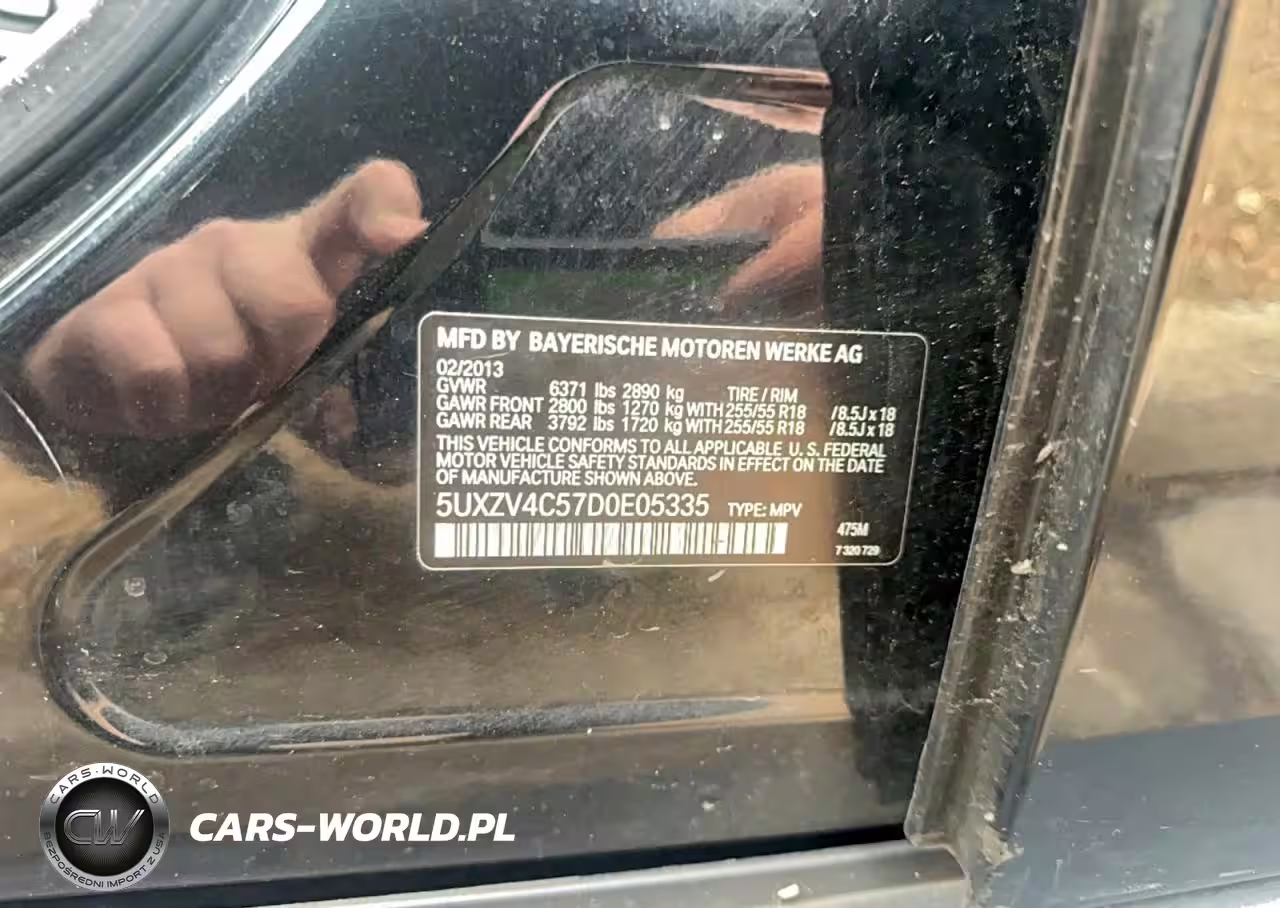 MFD BY BAYERISCHE MOTOREN WERKE AG
02/2013
GVWR 6371 lbs 2890 kg TIRE / RIM
GAWR FRONT 2800 lbs 1270 kg WITH 255/55 R18 /8.5J x 18
GAWR REAR 3792 lbs 1720 kg WITH 255/55 R18 /8.5J x 18
THIS VEHICLE CONFORMS TO ALL APPLICABLE U. S. FEDERAL
MOTOR VEHICLE SAFETY STANDARDS IN EFFECT ON THE DATE
OF MANUFACTURE SHOWN ABOVE.
5UXZV4C57D0E05335 TYPE: MPV
475M
7 320 729
CARS-WORLD
CW
BEZPOŚREDNI IMPORT Z USA
CARS-WORLD.PL